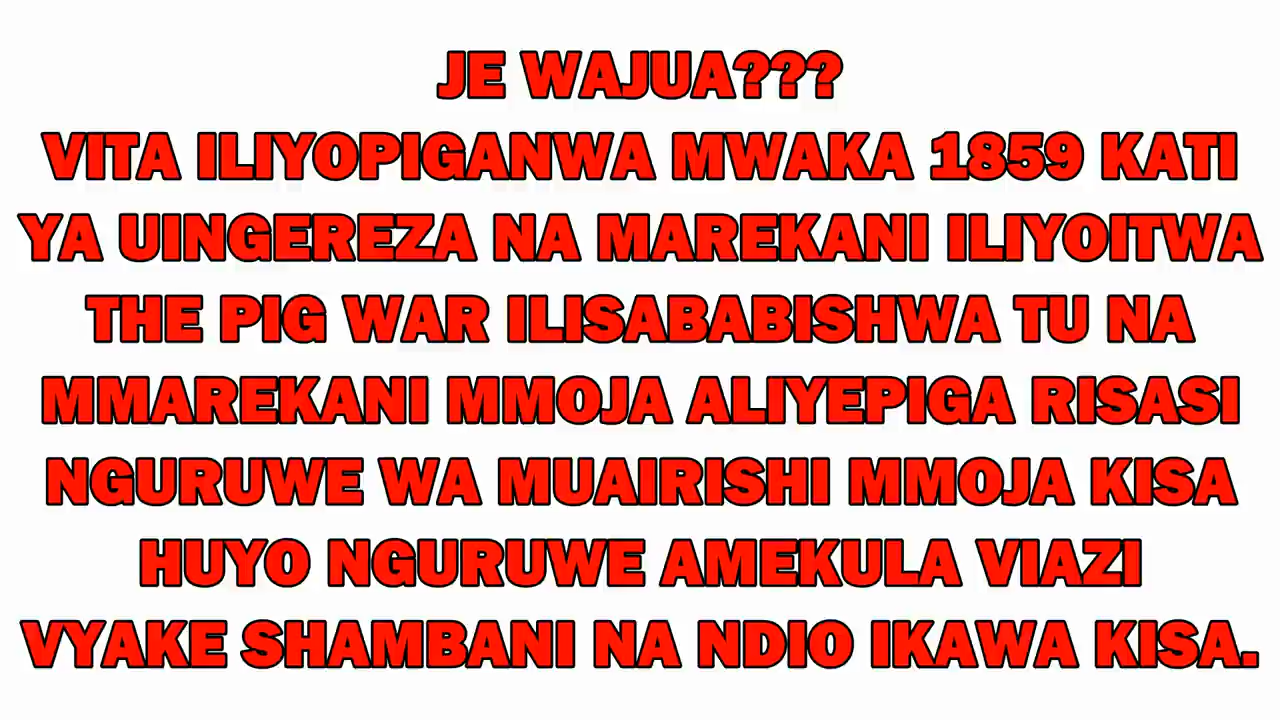 JE WAJUA???
VITA ILIYOPIGANWA MWAKA 1859 KATI
YA UINGEREZA NA MAREKANI ILIYOITWA
THE PIG WAR ILISABABISHWA TU NA
MMAREKANI MMOJA ALIYEPIGA RISASI
NGURUWE WA MUAIRISHI MMOJA KISA
HUYO NGURUWE AMEKULA VIAZI
VYAKE SHAMBANI NA NDIO IKAWA KISA.